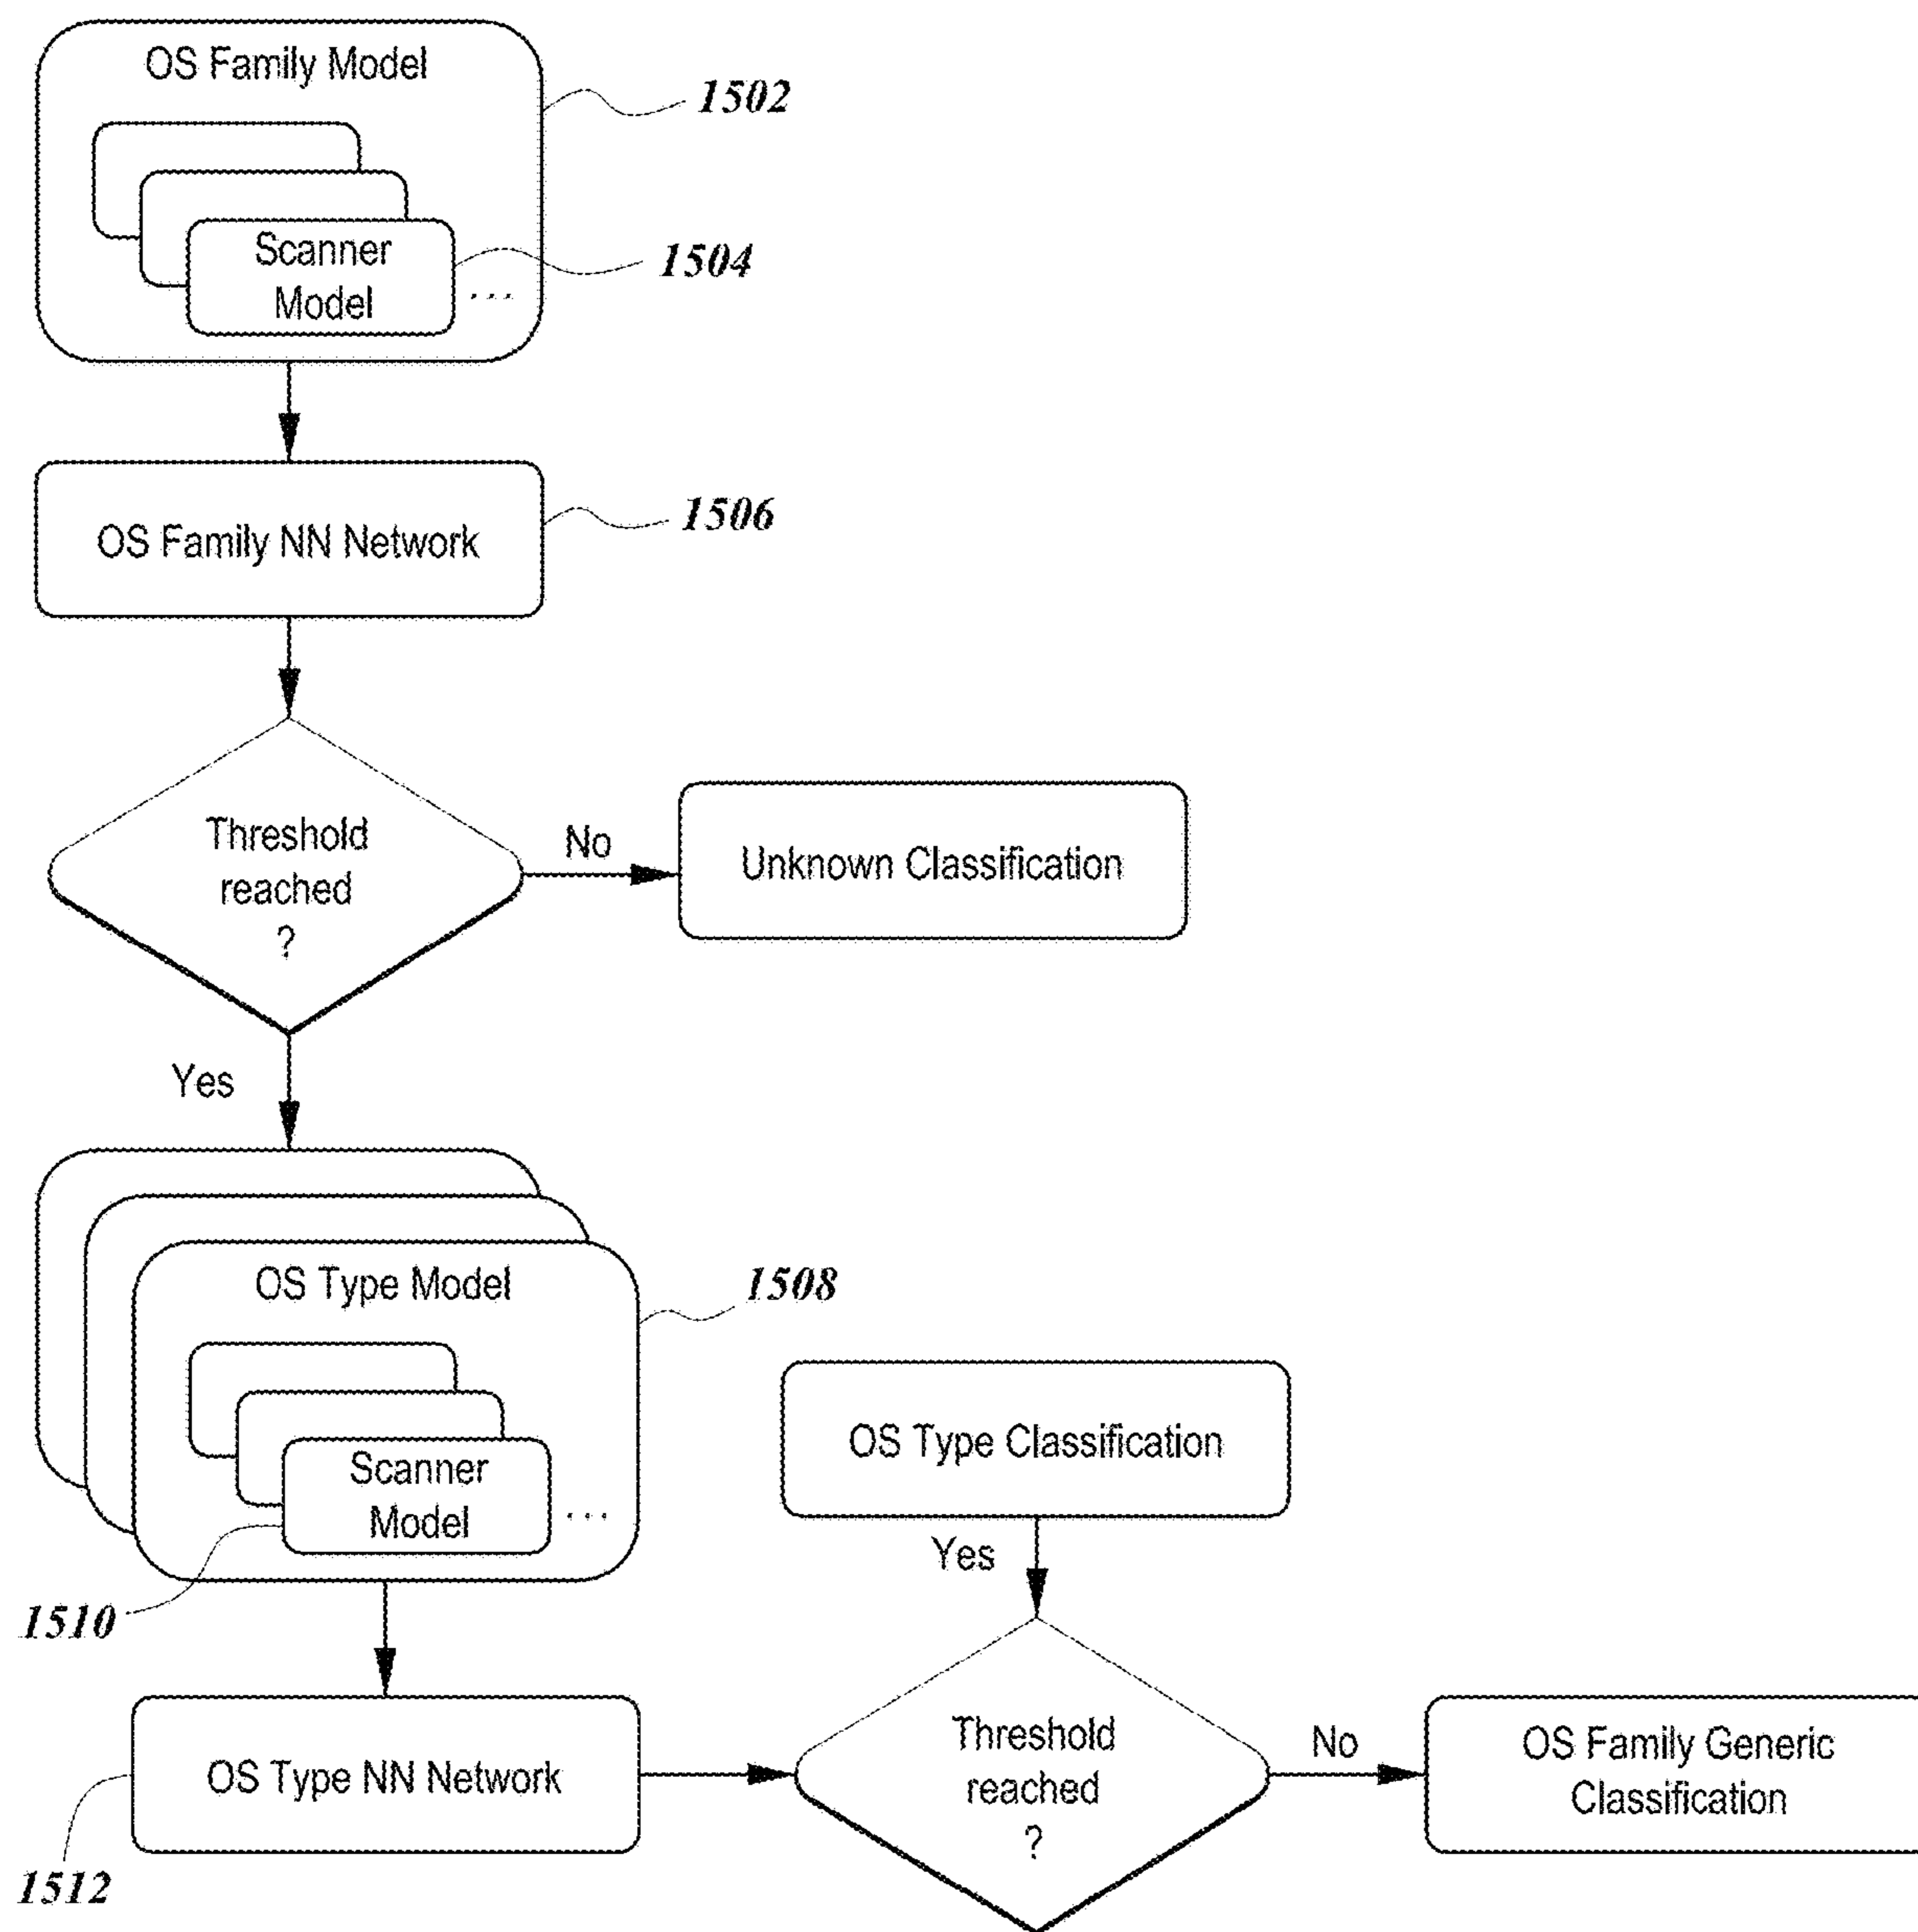 OS Family Model
1502
Scanner
Model
...
1504
OS Family NN Network
1506
Threshold
reached
?
No
Unknown Classification
Yes
OS Type Model
1508
Scanner
Model
...
1510
OS Type Classification
Yes
OS Type NN Network
1512
Threshold
reached
?
No
OS Family Generic
Classification